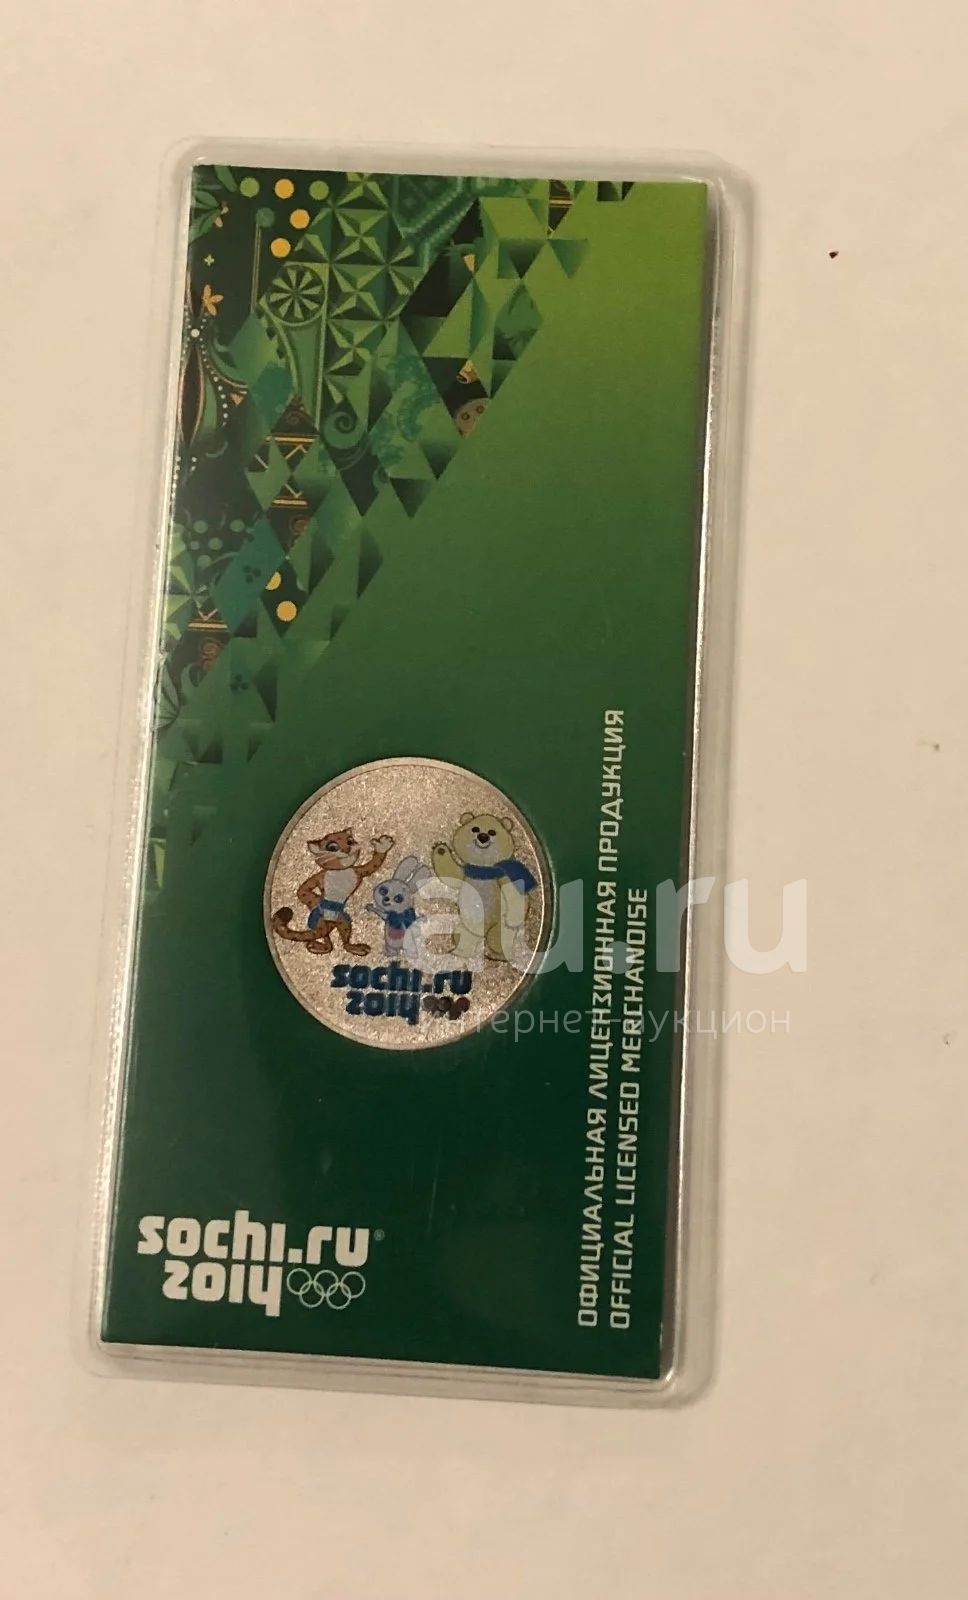 sochi.ru
2014
au.ru
интернет-аукцион
ОФИЦИАЛЬНАЯ ЛИЦЕНЗИОННАЯ ПРОДУКЦИЯ
OFFICIAL LICENSED MERCHANDISE
sochi.ru®
2014